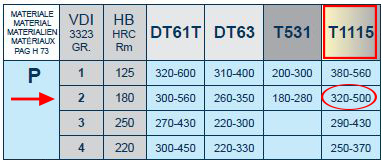 MATERIALE
MATERIAL
MATERIALIEN
MATÉRIAUX
PAG H 73
VDI
3323
GR.
HB
HRC
Rm
DT61T
DT63
T531
T1115
P
1 125 320-600 310-400 200-300 380-560
2 180 300-560 260-350 180-280 320-500
3 250 270-430 220-300 290-430
4 220 300-450 220-330 250-370